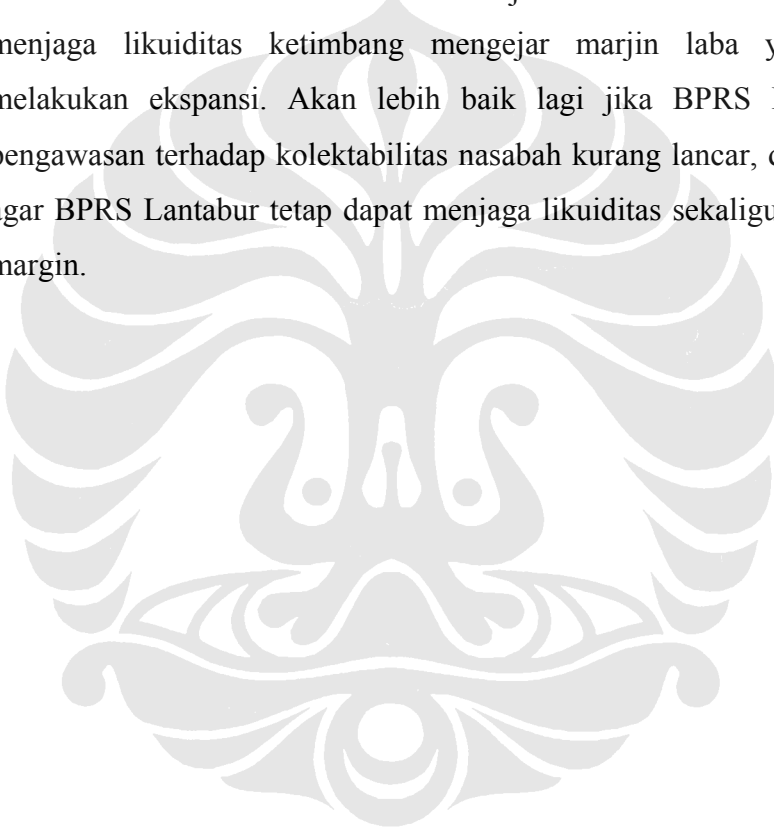 menjaga likuiditas ketimbang mengejar marjin laba
melakukan ekspansi. Akan lebih baik lagi jika BPRS
pengawasan terhadap kolektabilitas nasabah kurang lancar,
agar BPRS Lantabur tetap dapat menjaga likuiditas
margin.